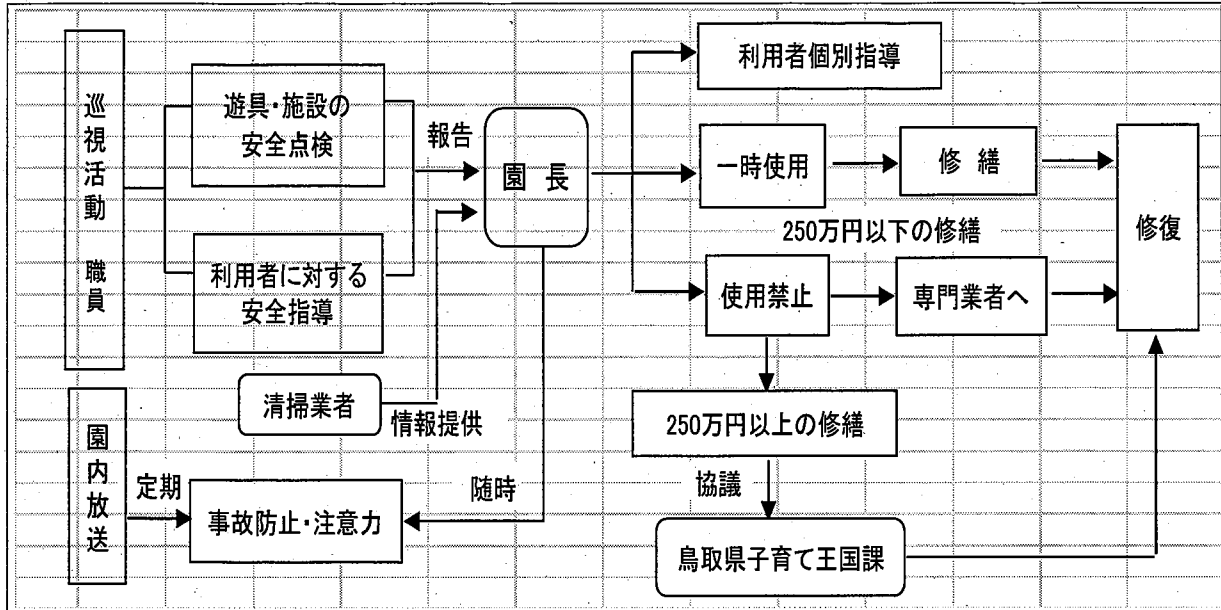 巡視活動 職員
遊具・施設の
安全点検
利用者に対する
安全指導
報告
園 長
清掃業者
情報提供
園内放送
定期
事故防止・注意力
随時
利用者個別指導
一時使用
修 繕
250万円以下の修繕
使用禁止
専門業者へ
修復
250万円以上の修繕
協議
鳥取県子育て王国課